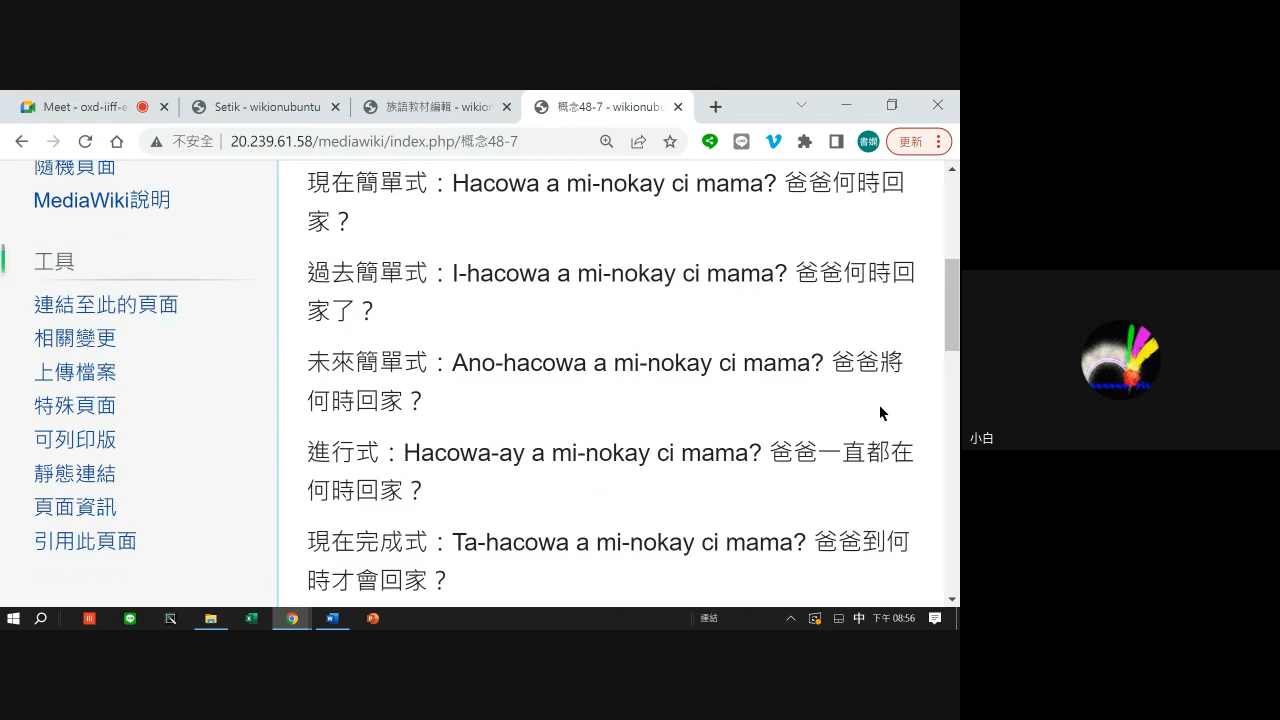 Meet - oxd-iiff-e
Setik - wikionubuntu
族語教材編輯 - wikion
概念48-7 - wikionubu
不安全
20.239.61.58/mediawiki/index.php/概念48-7
書嫻
更新
隨機頁面
MediaWiki說明
工具
連結至此的頁面
相關變更
上傳檔案
特殊頁面
可列印版
靜態連結
頁面資訊
引用此頁面
現在簡單式：Hacowa a mi-nokay ci mama? 爸爸何時回
家？
過去簡單式：I-hacowa a mi-nokay ci mama? 爸爸何時回
家了？
未來簡單式：Ano-hacowa a mi-nokay ci mama? 爸爸將
何時回家？
進行式：Hacowa-ay a mi-nokay ci mama? 爸爸一直都在
何時回家？
現在完成式：Ta-hacowa a mi-nokay ci mama? 爸爸到何
時才會回家？
小白
連結
中
下午 08:56